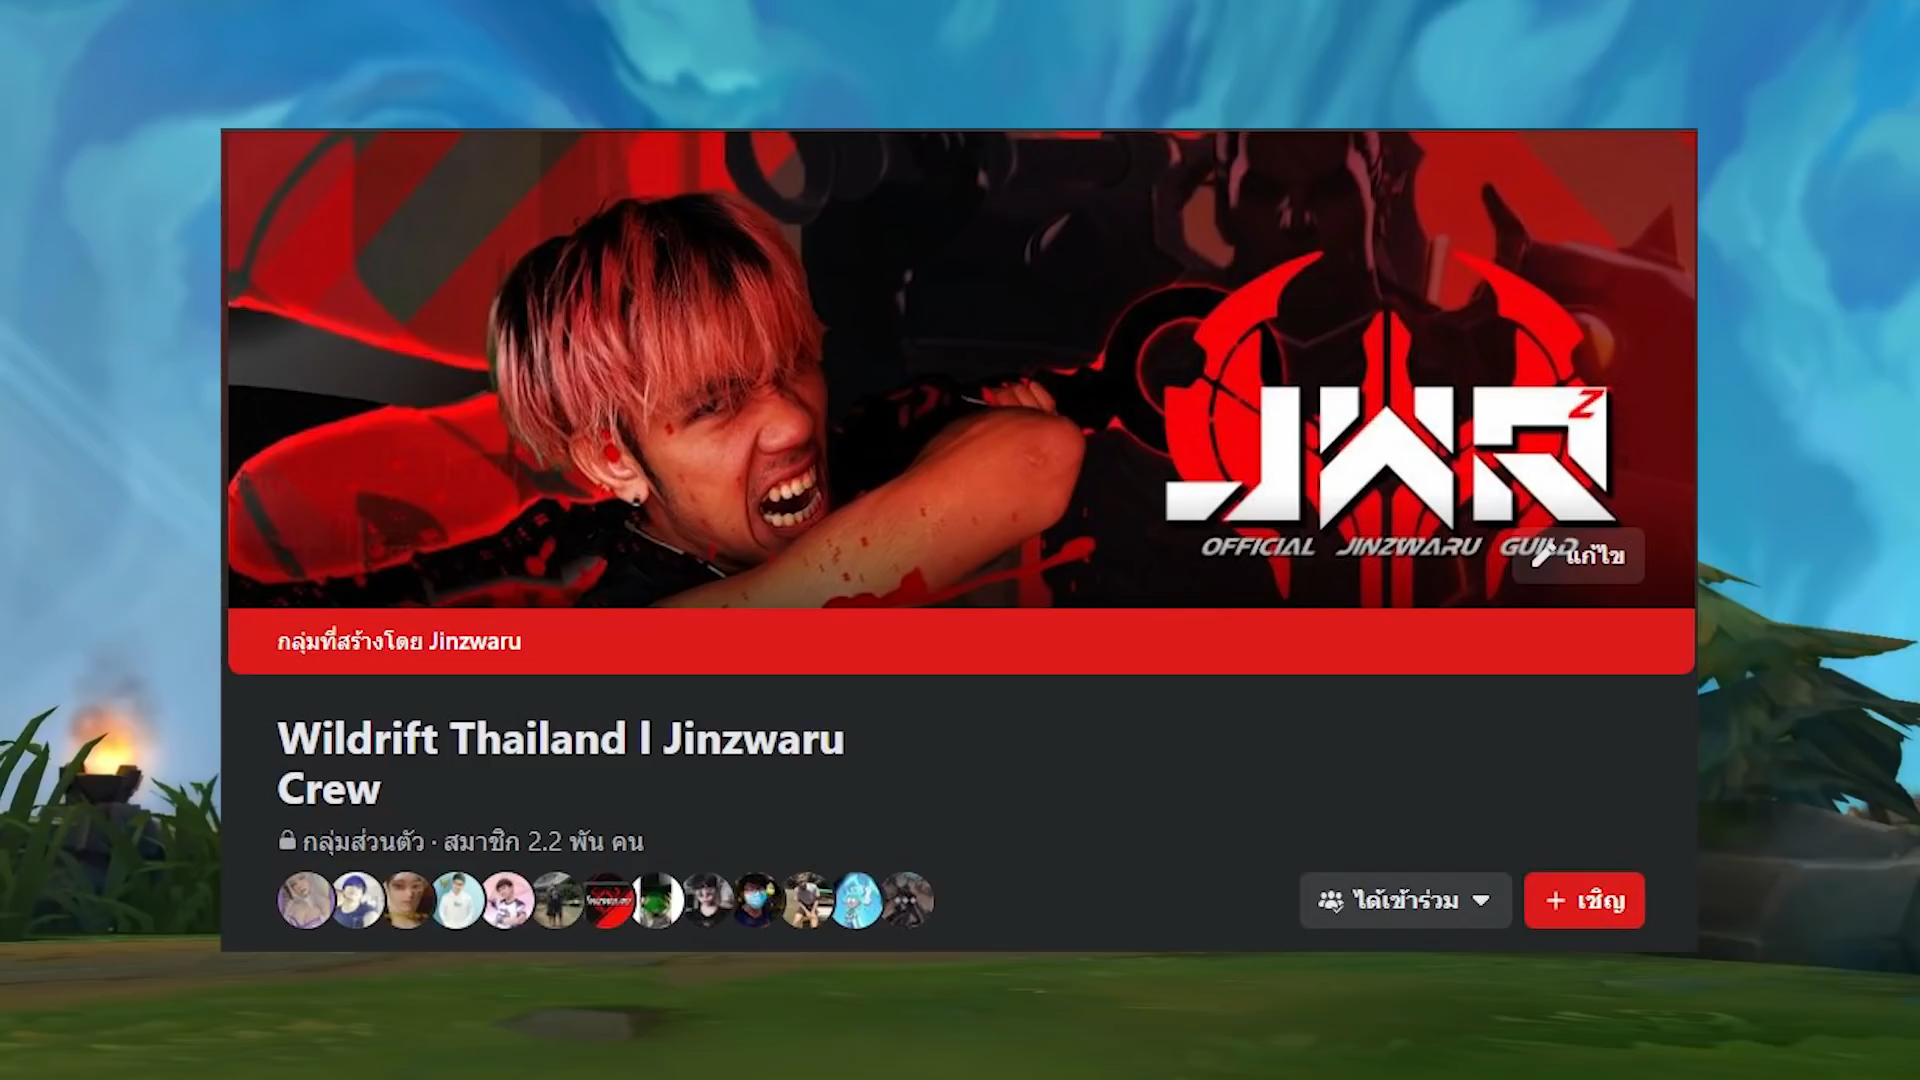 JWR Z
OFFICIAL JINZWARU GUILD
แก้ไข
กลุ่มที่สร้างโดย Jinzwaru
Wildrift Thailand l Jinzwaru
Crew
กลุ่มส่วนตัว · สมาชิก 2.2 พัน คน
ได้เข้าร่วม
+ เชิญ